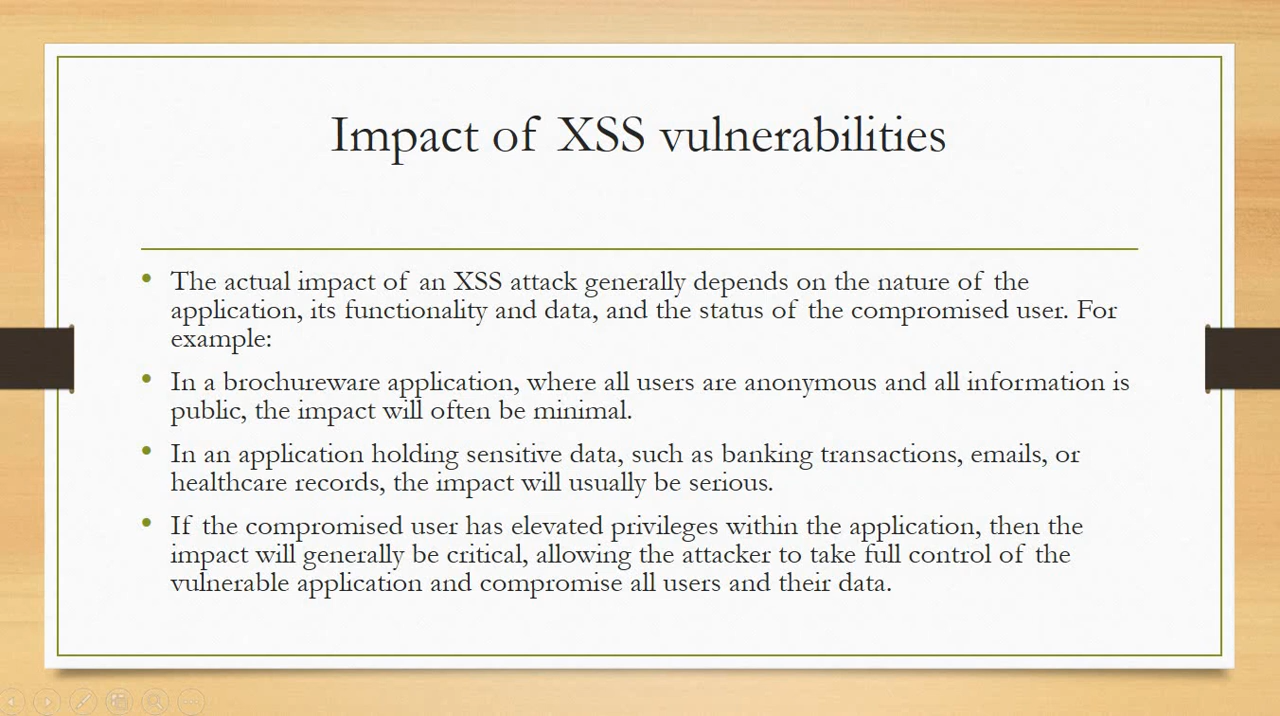 Impact of XSS vulnerabilities
• The actual impact of an XSS attack generally depends on the nature of the
application, its functionality and data, and the status of the compromised user. For
example:
• In a brochureware application, where all users are anonymous and all information is
public, the impact will often be minimal.
• In an application holding sensitive data, such as banking transactions, emails, or
healthcare records, the impact will usually be serious.
• If the compromised user has elevated privileges within the application, then the
impact will generally be critical, allowing the attacker to take full control of the
vulnerable application and compromise all users and their data.